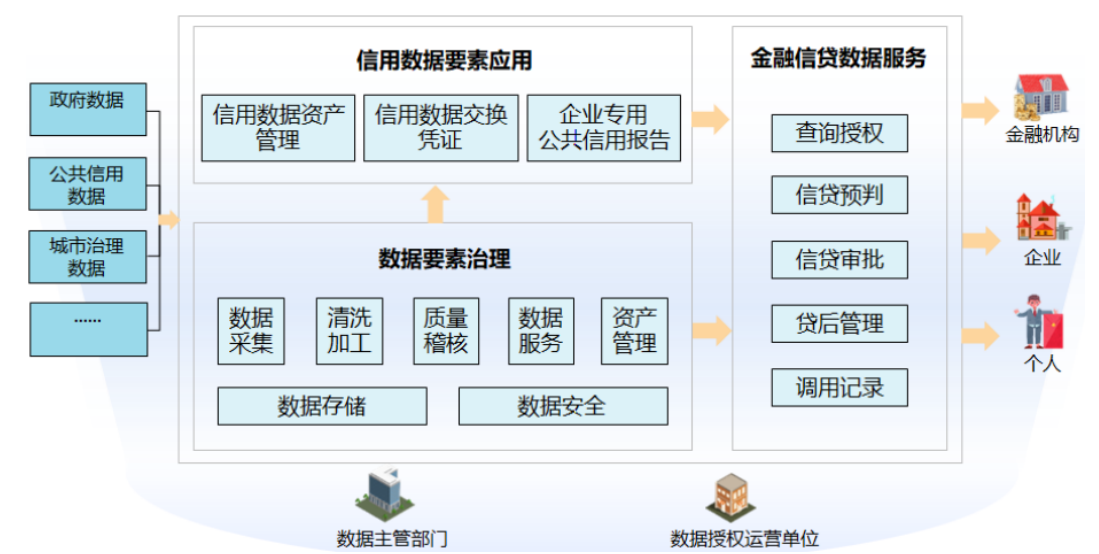 政府数据
公共信用
数据
城市治理
数据
……
信用数据要素应用
信用数据资产
管理
信用数据交换
凭证
企业专用
公共信用报告
数据要素治理
数据
采集
清洗
加工
质量
稽核
数据
服务
资产
管理
数据存储
数据安全
金融信贷数据服务
查询授权
信贷预判
信贷审批
贷后管理
调用记录
金融机构
企业
个人
数据主管部门
数据授权运营单位